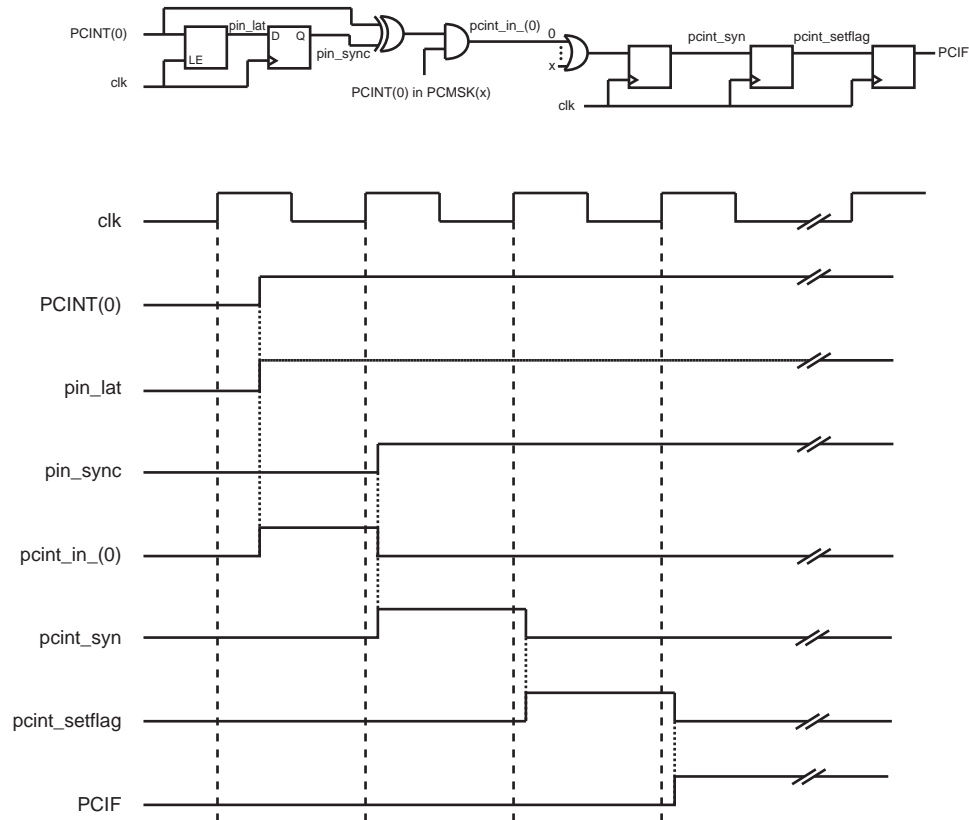 PCINT(0)
pin_lat
LE
D Q
pin_sync
clk
PCINT(0) in PCMSK(x)
pcint_in_(0)
0
x
clk
pcint_syn
pcint_setflag
PCIF
clk
PCINT(0)
pin_lat
pin_sync
pcint_in_(0)
pcint_syn
pcint_setflag
PCIF